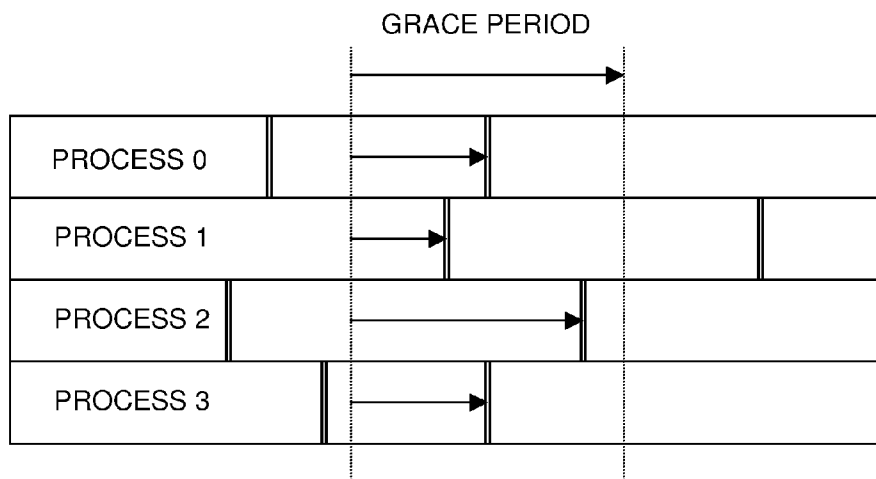 GRACE PERIOD
PROCESS 0
PROCESS 1
PROCESS 2
PROCESS 3